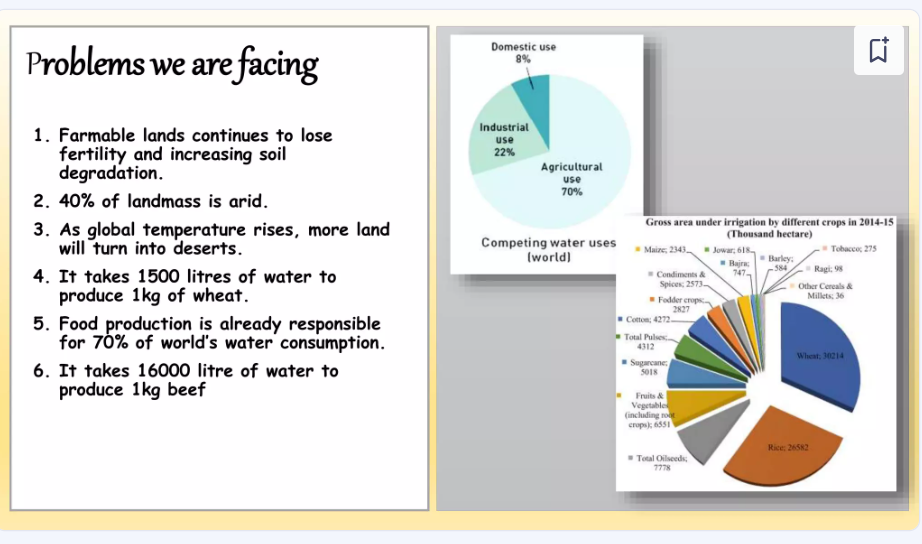 Problems we are facing
1. Farmable lands continues to lose
fertility and increasing soil
degradation.
2. 40% of landmass is arid.
3. As global temperature rises, more land
will turn into deserts.
4. It takes 1500 litres of water to
produce 1kg of wheat.
5. Food production is already responsible
for 70% of world's water consumption.
6. It takes 16000 litre of water to
produce 1kg beef
Domestic use
8%
Industrial
use
22%
Agricultural
use
70%
Competing water uses
(world)
Gross area under irrigation by different crops in 2014-15
(Thousand hectare)
Maize; 2343
Jowar; 618
Tobacco; 275
Bajra;
747
Barley;
584
Ragi; 98
Condiments &
Spices; 2573
Other Cereals &
Millets; 36
Fodder crops;
2827
Cotton; 4272
Total Pulses;
4312
Sugarcane;
5018
Fruits &
Vegetables
(including root
crops); 6551
Total Oilseeds;
7778
Wheat; 30214
Rice; 26582